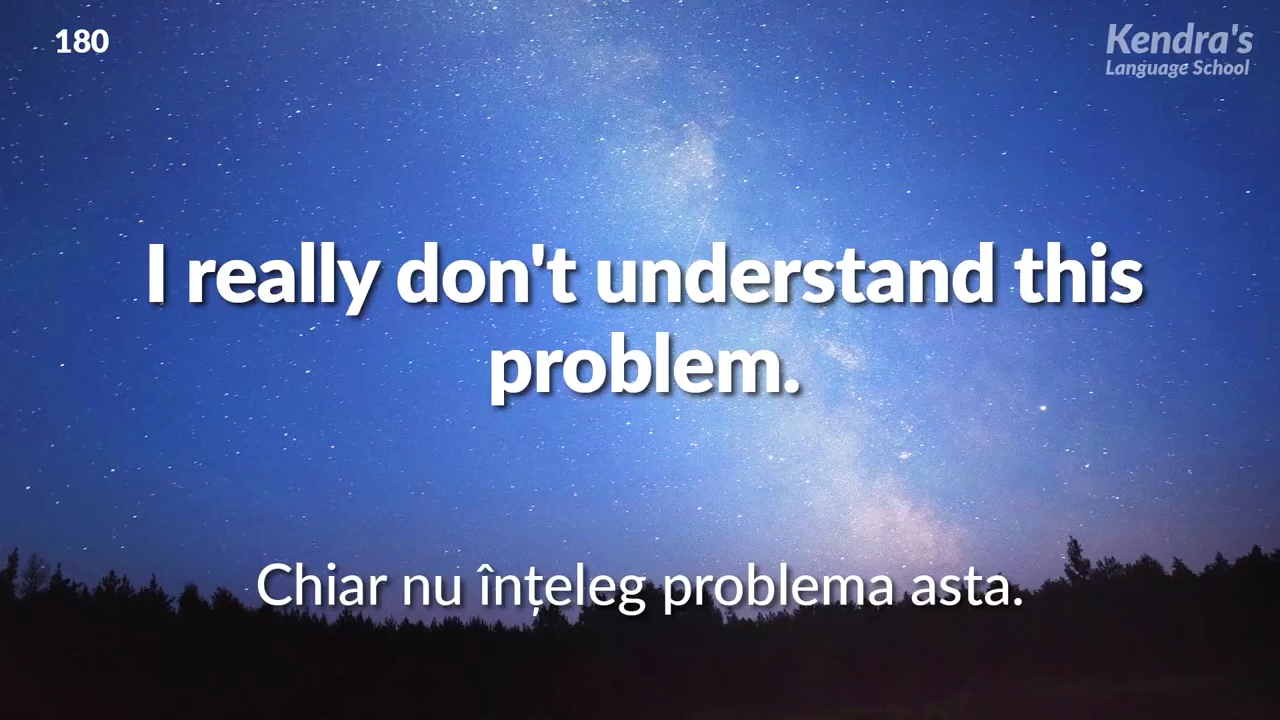 180
Kendra's
Language School
I really don't understand this
problem.
Chiar nu înțeleg problema asta.